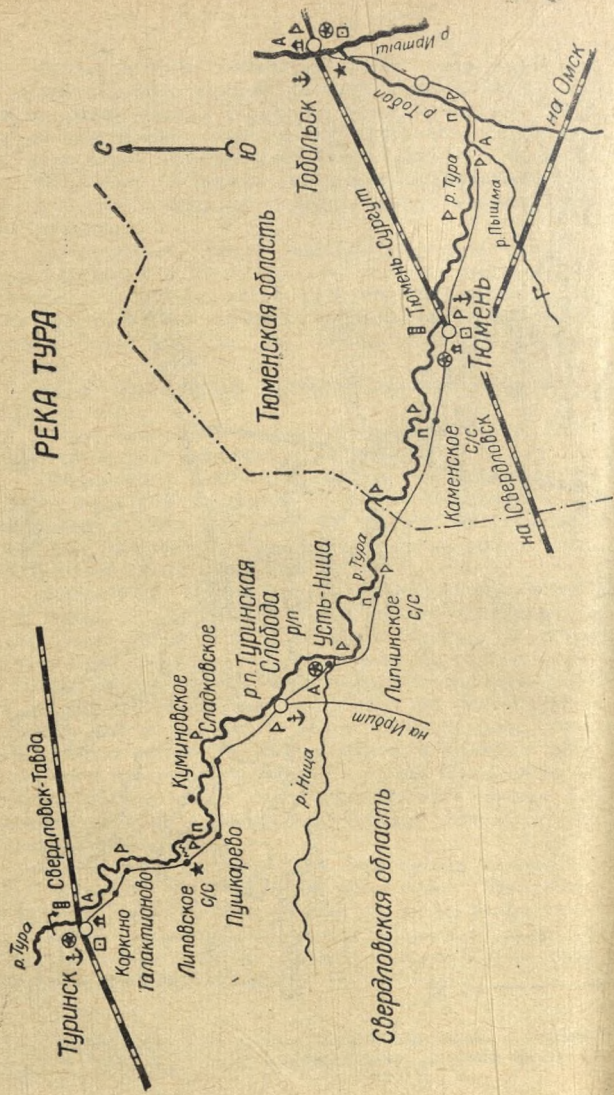 РЕКА ТУРА
С
Ю
р.Тура
Туринск
Свердловск-Тавда
А
Коркино
Талактионово
Липовское
с/с
П
Пушкарево
Куминовское
Сладковское
р.п. Туринская
Слобода
р/п
А
Усть-Ница
р.Ница
на Ирбит
Свердловская область
р.Тура
П
Липчинское
с/с
Тюменская область
П
Каменское
с/с
на Свердловск
Тюмень
Р
Тюмень-Сургут
р.Тура
р.Пышма
А
П
на Омск
р Тобол
Тобольск
А
р Иртыш